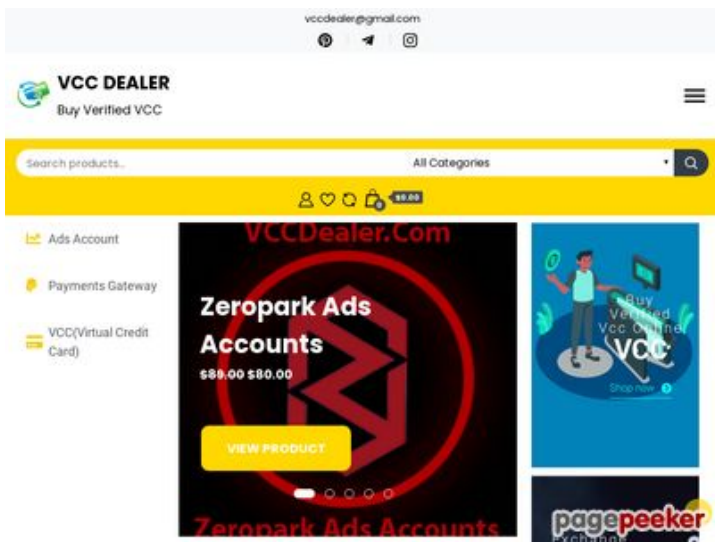 vccdealer@gmail.com
VCC DEALER
Buy Verified VCC
Search products..
All Categories
0
$0.00
Ads Account
Payments Gateway
VCC(Virtual Credit
Card)
VCCDealer.Com
Zeropark Ads
Accounts
$89.00 $80.00
VIEW PRODUCT
Zeropark Ads Accounts
Buy
Verified
Vcc Online
VCC
Shop now
pagepeeker
Exchange